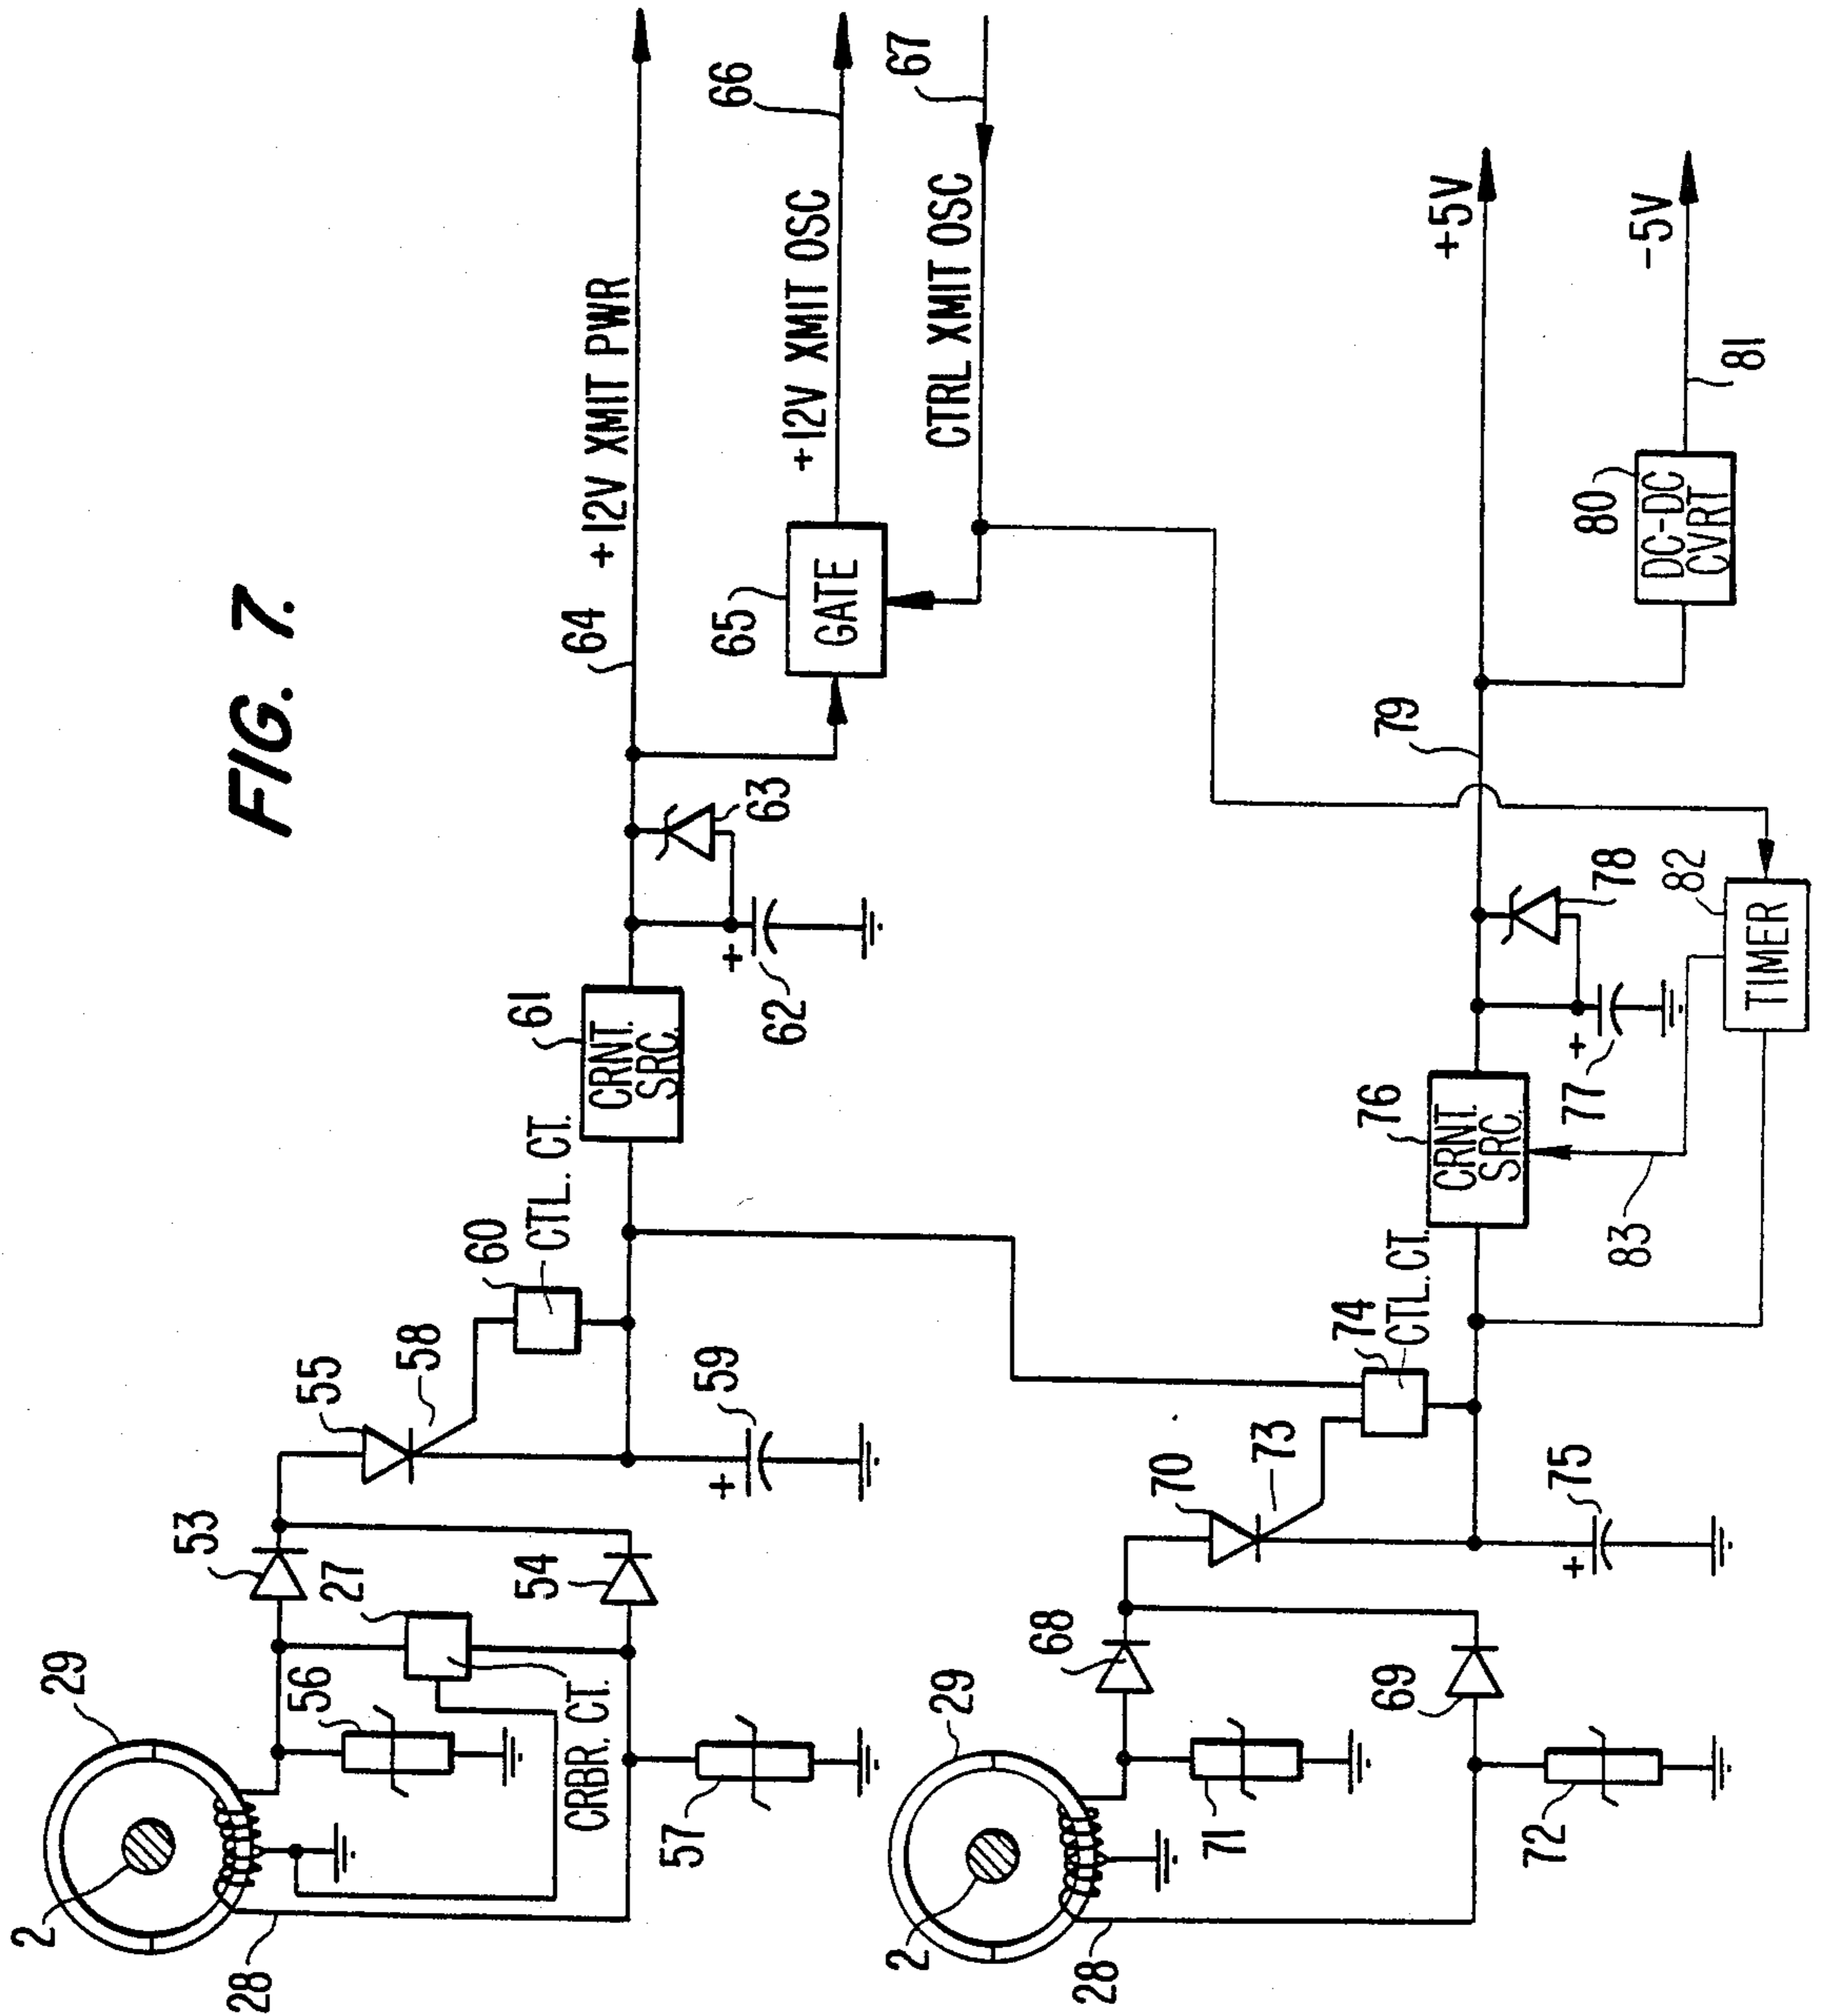 FIG. 7.
2
29
28
56
57
CRBR. CT.
27
53
54
55
58
59
60
CTL. CT.
61
CRNT.
SRC.
62
+
+
63
64
+12V XMIT PWR
65
GATE
+12V XMIT OSC
66
CTRL XMIT OSC
67
2
29
28
71
72
68
69
70
73
75
+
74
CTL. CT.
76
CRNT.
SRC.
77
+
78
79
+5V
80
DC-DC
CVRT
-5V
81
82
TIMER
83